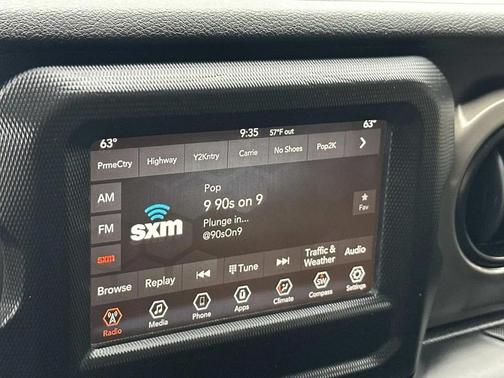 63° 9:35 57°F out 63°
PrmeCtry Highway Y2Kntry Carrie No Shoes Pop2K
AM
FM
sxm
sxm
Pop
9 90s on 9
Plunge in...
@90sOn9
Fav
Browse Replay Tune Traffic & Weather Audio
Radio Media Phone Apps Climate SW Compass Settings